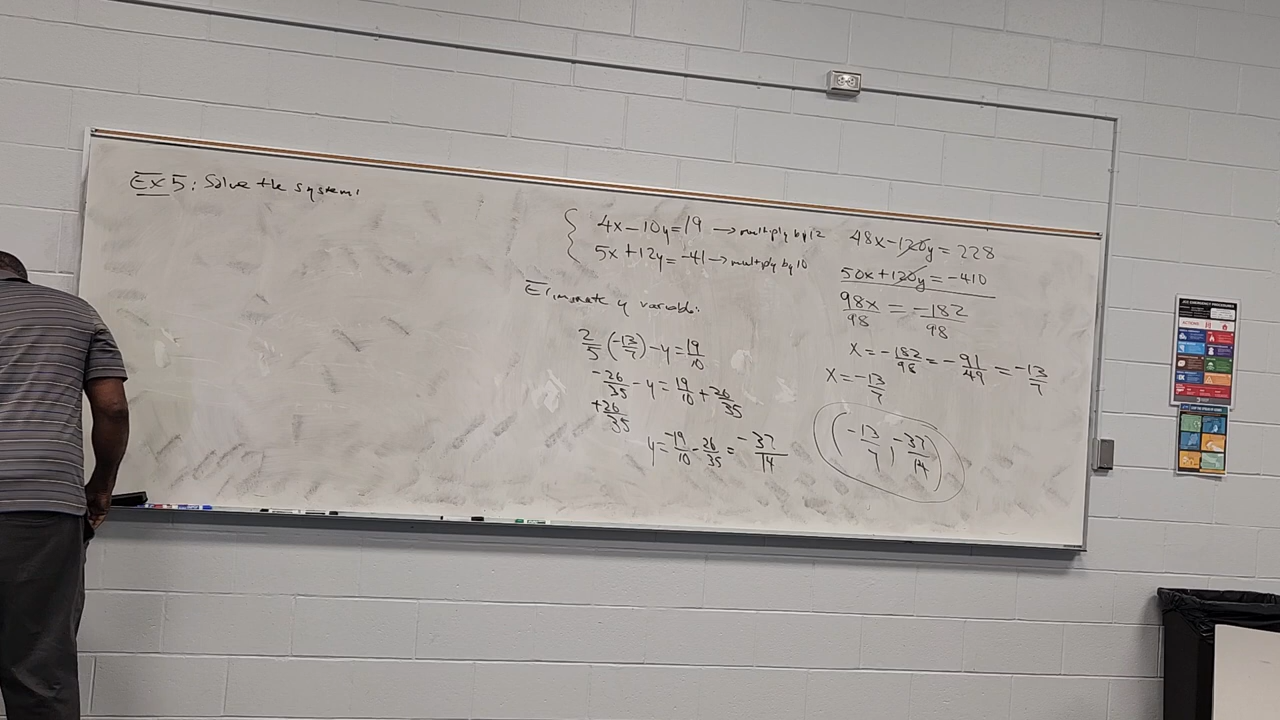 Ex 5: Solve the system:
4x-10y=19 →multiply by 12
5x+12y=-41→multiply by 10
Eliminate y variable:
2/5 (-13/7) - y = 19/10
-26/35 - y = 19/10 + 26/35
+26/35
y = -19/10 - 26/35 = -37/14
48x-120y = 228
50x+120y = -410
98x/98 = -182/98
x = -182/98 = -91/49 = -13/7
x = -13/7
(-13/7, -37/14)